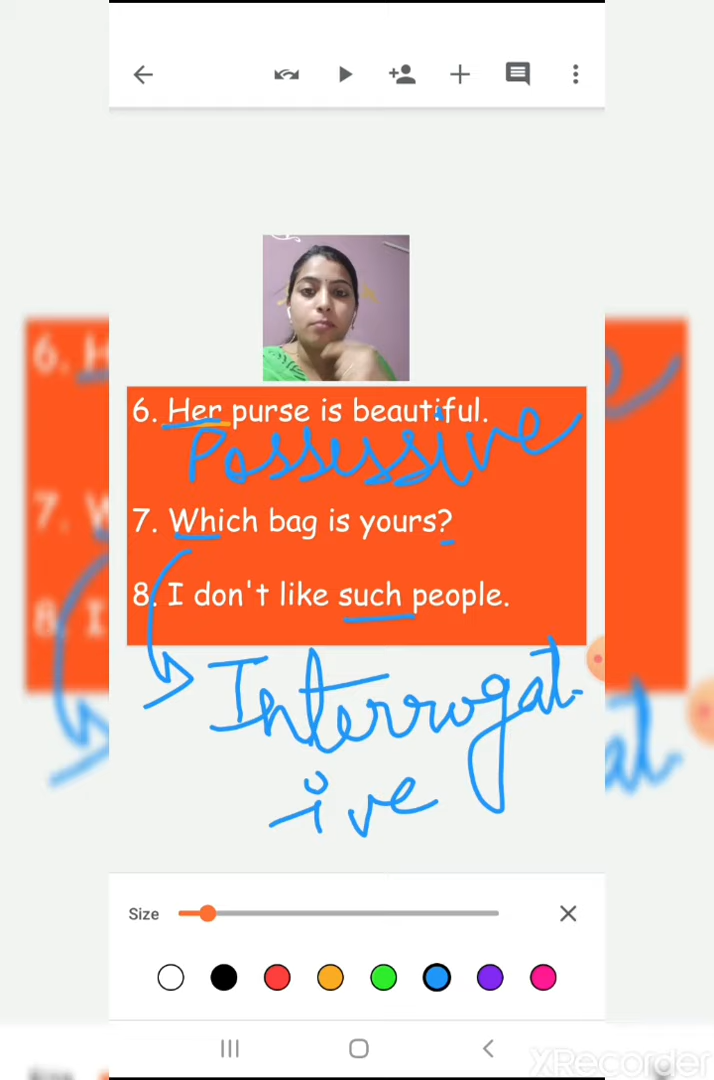 6. Her purse is beautiful.
Possessive
7. Which bag is yours?
8. I don't like such people.
Interrogat-
-ive
Size
XRecorder